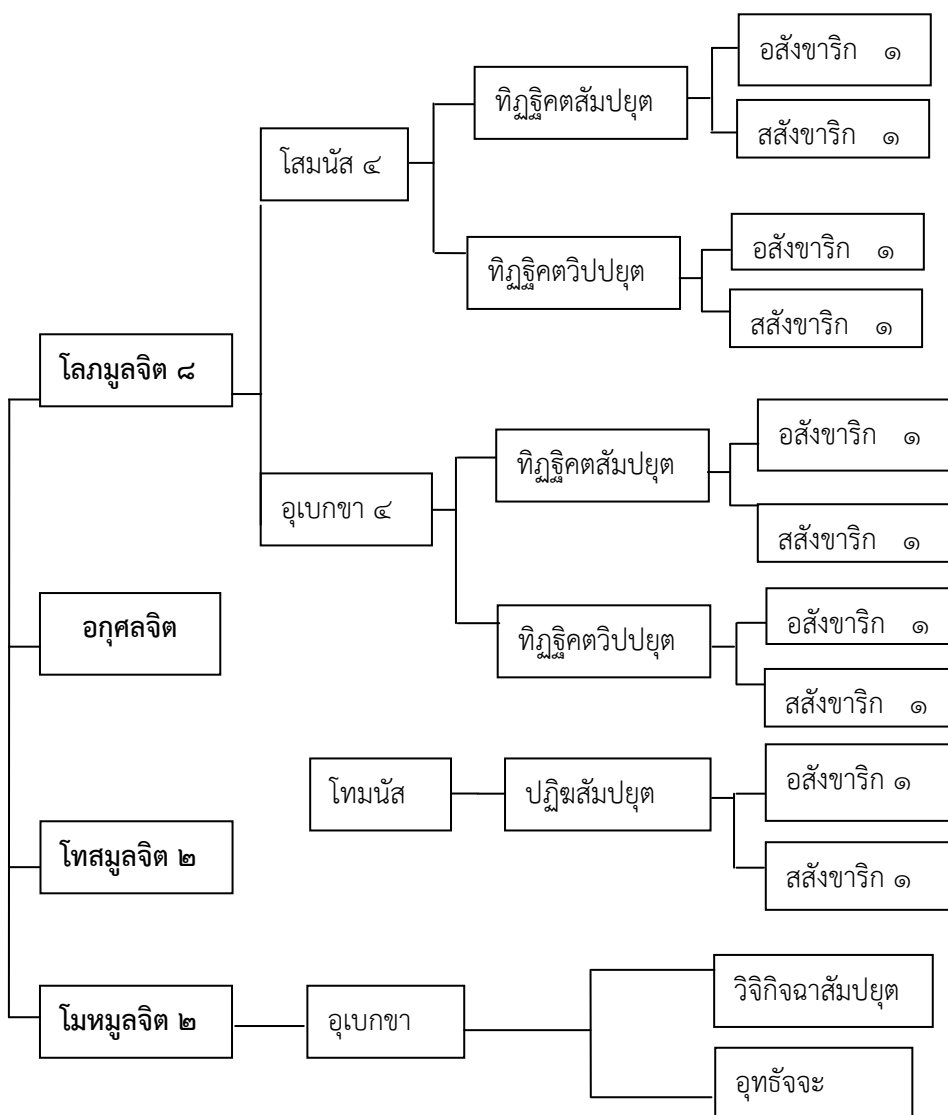 อสังขาริก ๑
ทิฏฐิคตสัมปยุต
สสังขาริก ๑
โสมนัส ๔
อสังขาริก ๑
ทิฏฐิคตวิปปยุต
สสังขาริก ๑
โลภมูลจิต ๘
อสังขาริก ๑
ทิฏฐิคตสัมปยุต
อุเบกขา ๔
สสังขาริก ๑
อกุศลจิต
อสังขาริก ๑
ทิฏฐิคตวิปปยุต
สสังขาริก ๑
โทมนัส
ปฏิฆสัมปยุต
อสังขาริก ๑
โทสมูลจิต ๒
สสังขาริก ๑
วิจิกิจฉาสัมปยุต
โมหมูลจิต ๒
อุเบกขา
อุทธัจจะ